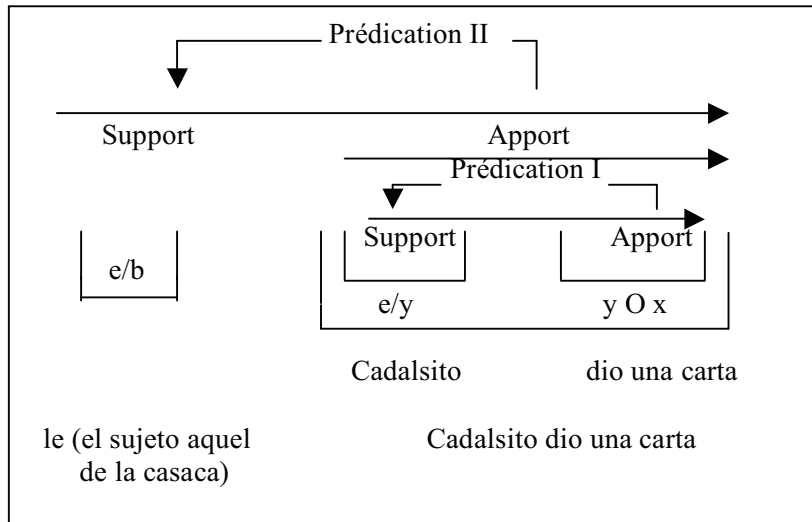 Prédication II
Support Apport
Prédication I
Support Apport
e/b
e/y y O x
Cadalsito dio una carta
le (el sujeto aquel Cadalsito dio una carta
de la casaca)